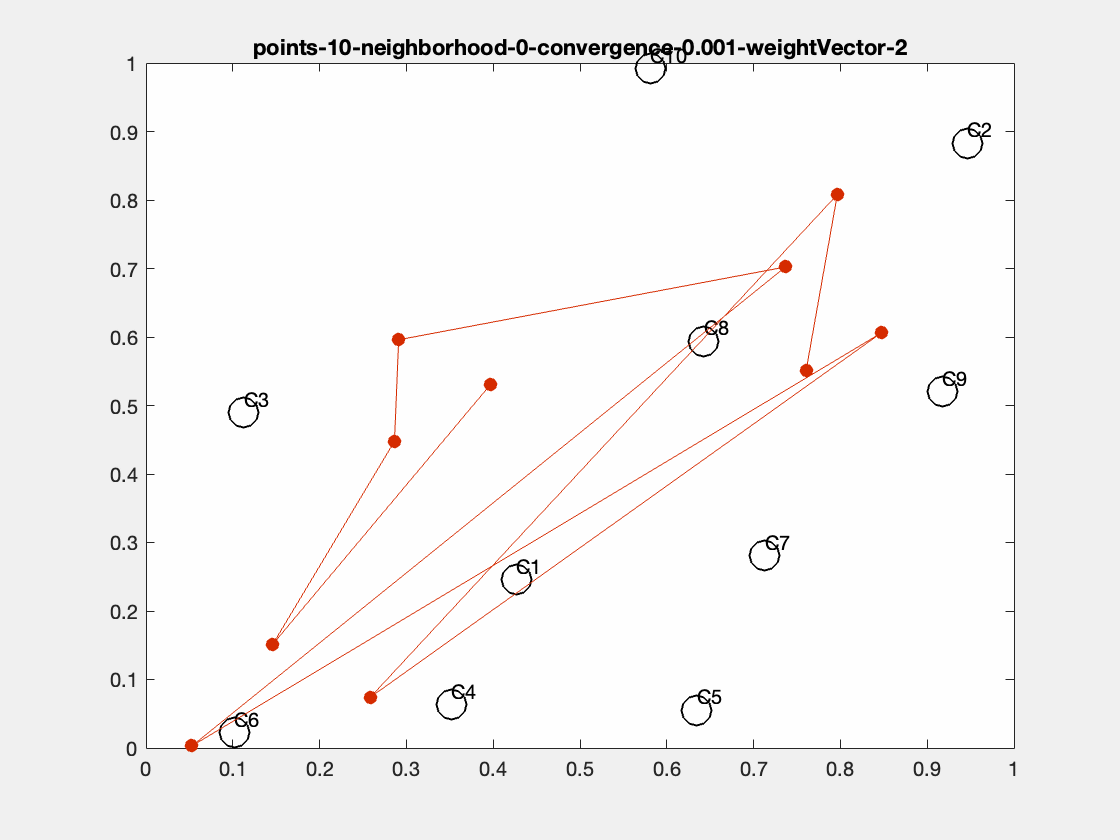 points-10-neighborhood-0-convergence-0.001-weightVector-2
C10
1
C2
0.9
0.8
0.7
C8
0.6
C9
C3
0.5
0.4
C7
0.3
C1
0.2
C4
C5
0.1
C6
0
0 0.1 0.2 0.3 0.4 0.5 0.6 0.7 0.8 0.9 1